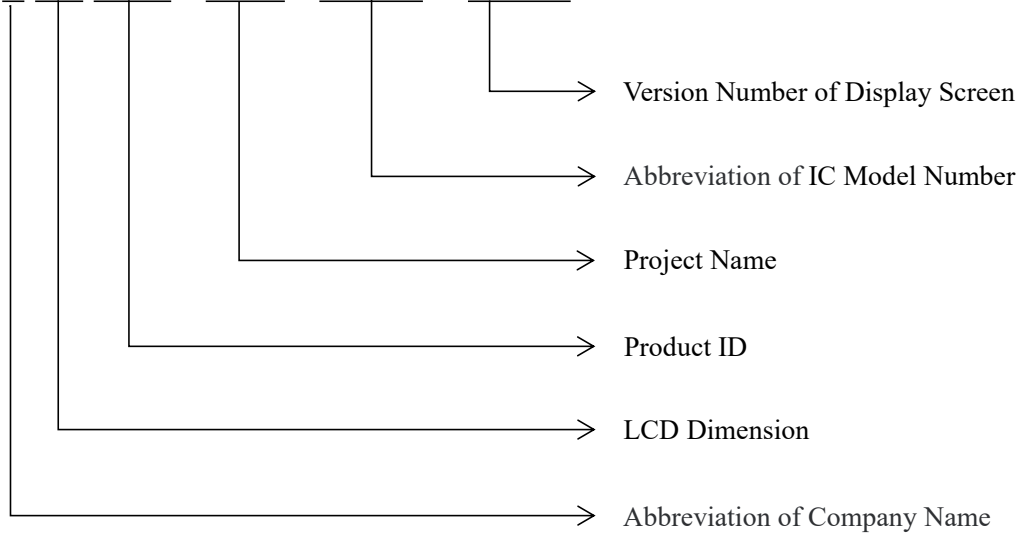 Version Number of Display Screen
Abbreviation of IC Model Number
Project Name
Product ID
LCD Dimension
Abbreviation of Company Name